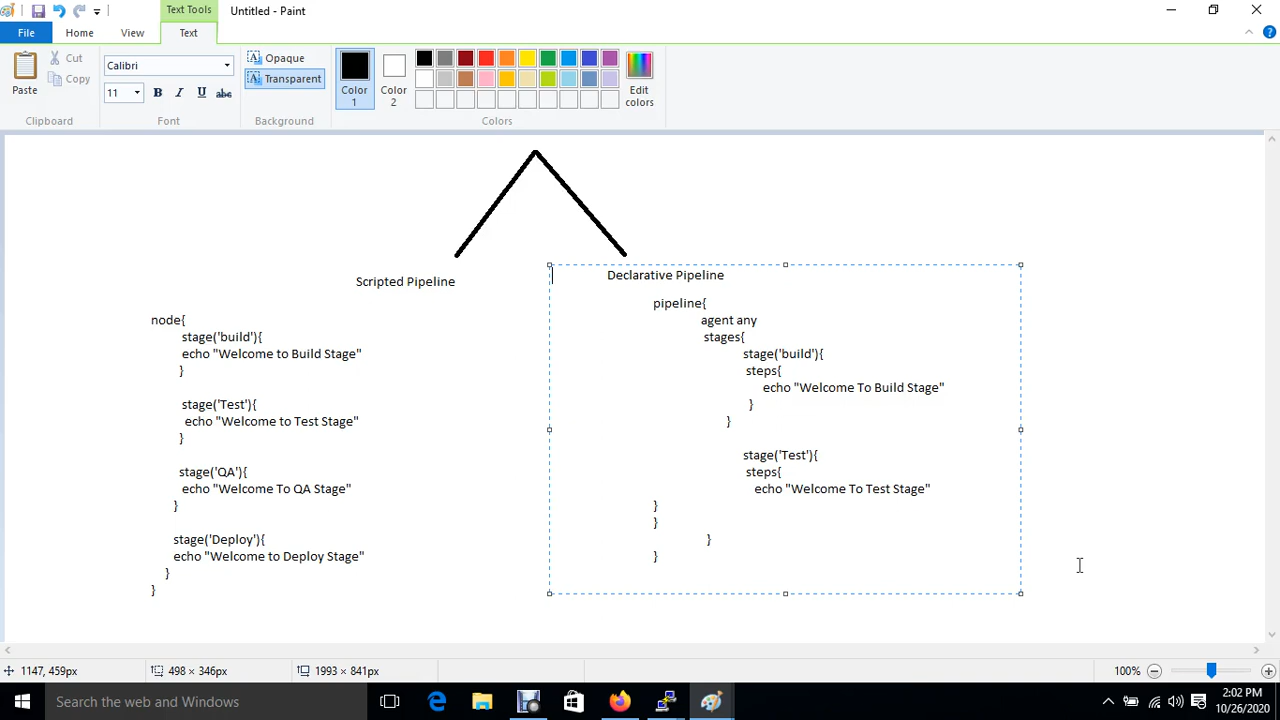 Text Tools
Untitled - Paint
File
Home
View
Text
Paste
Cut
Copy
Clipboard
Calibri
11
B I U abc
Font
Opaque
Transparent
Background
Color 1
Color 2
Edit colors
Colors
Scripted Pipeline
node{
stage('build'){
echo "Welcome to Build Stage"
}
stage('Test'){
echo "Welcome to Test Stage"
}
stage('QA'){
echo "Welcome To QA Stage"
}
stage('Deploy'){
echo "Welcome to Deploy Stage"
}
}
Declarative Pipeline
pipeline{
agent any
stages{
stage('build'){
steps{
echo "Welcome To Build Stage"
}
}
stage('Test'){
steps{
echo "Welcome To Test Stage"
}
}
}
}
1147, 459px
498 × 346px
1993 × 841px
100%
Search the web and Windows
2:02 PM
10/26/2020